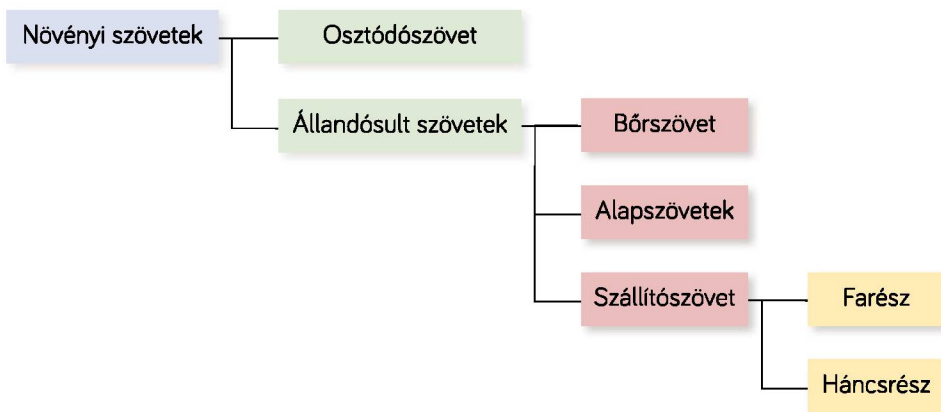 Növényi szövetek
Osztódószövet
Állandósult szövetek
Bőrszövet
Alapszövetek
Szállítószövet
Farész
Háncsrész